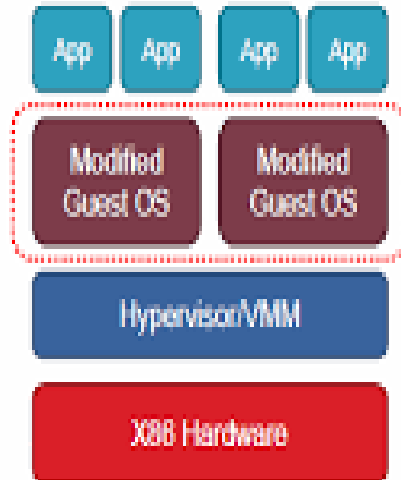 App App App App
Modified Modified
Guest OS Guest OS
Hypervisor/VMM
X86 Hardware